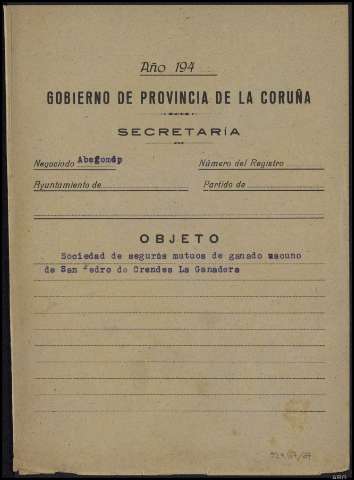 Año 194
GOBIERNO DE PROVINCIA DE LA CORUÑA
SECRETARÍA
Negociado Abegondp Número del Registro
Ayuntamiento de Partido de
OBJETO
Sociedad de seguros mutuos de ganado vacuno
de San Pedro de Crendes La Ganadera